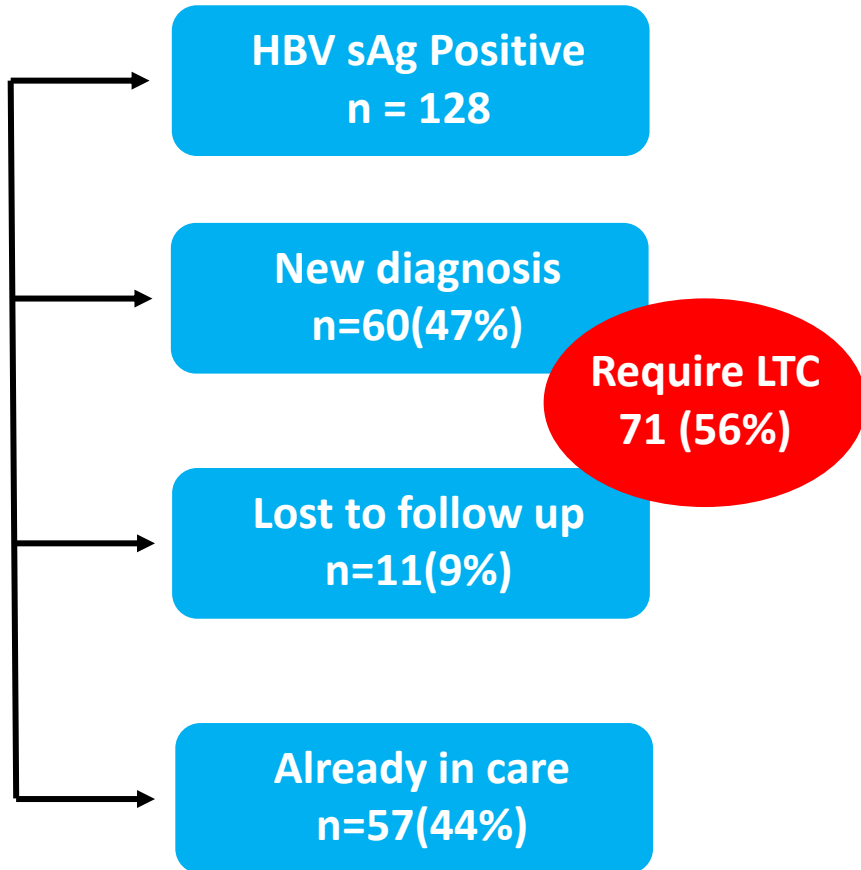 HBV sAg Positive
n = 128
New diagnosis
n=60(47%)
Require LTC
71 (56%)
Lost to follow up
n=11(9%)
Already in care
n=57(44%)